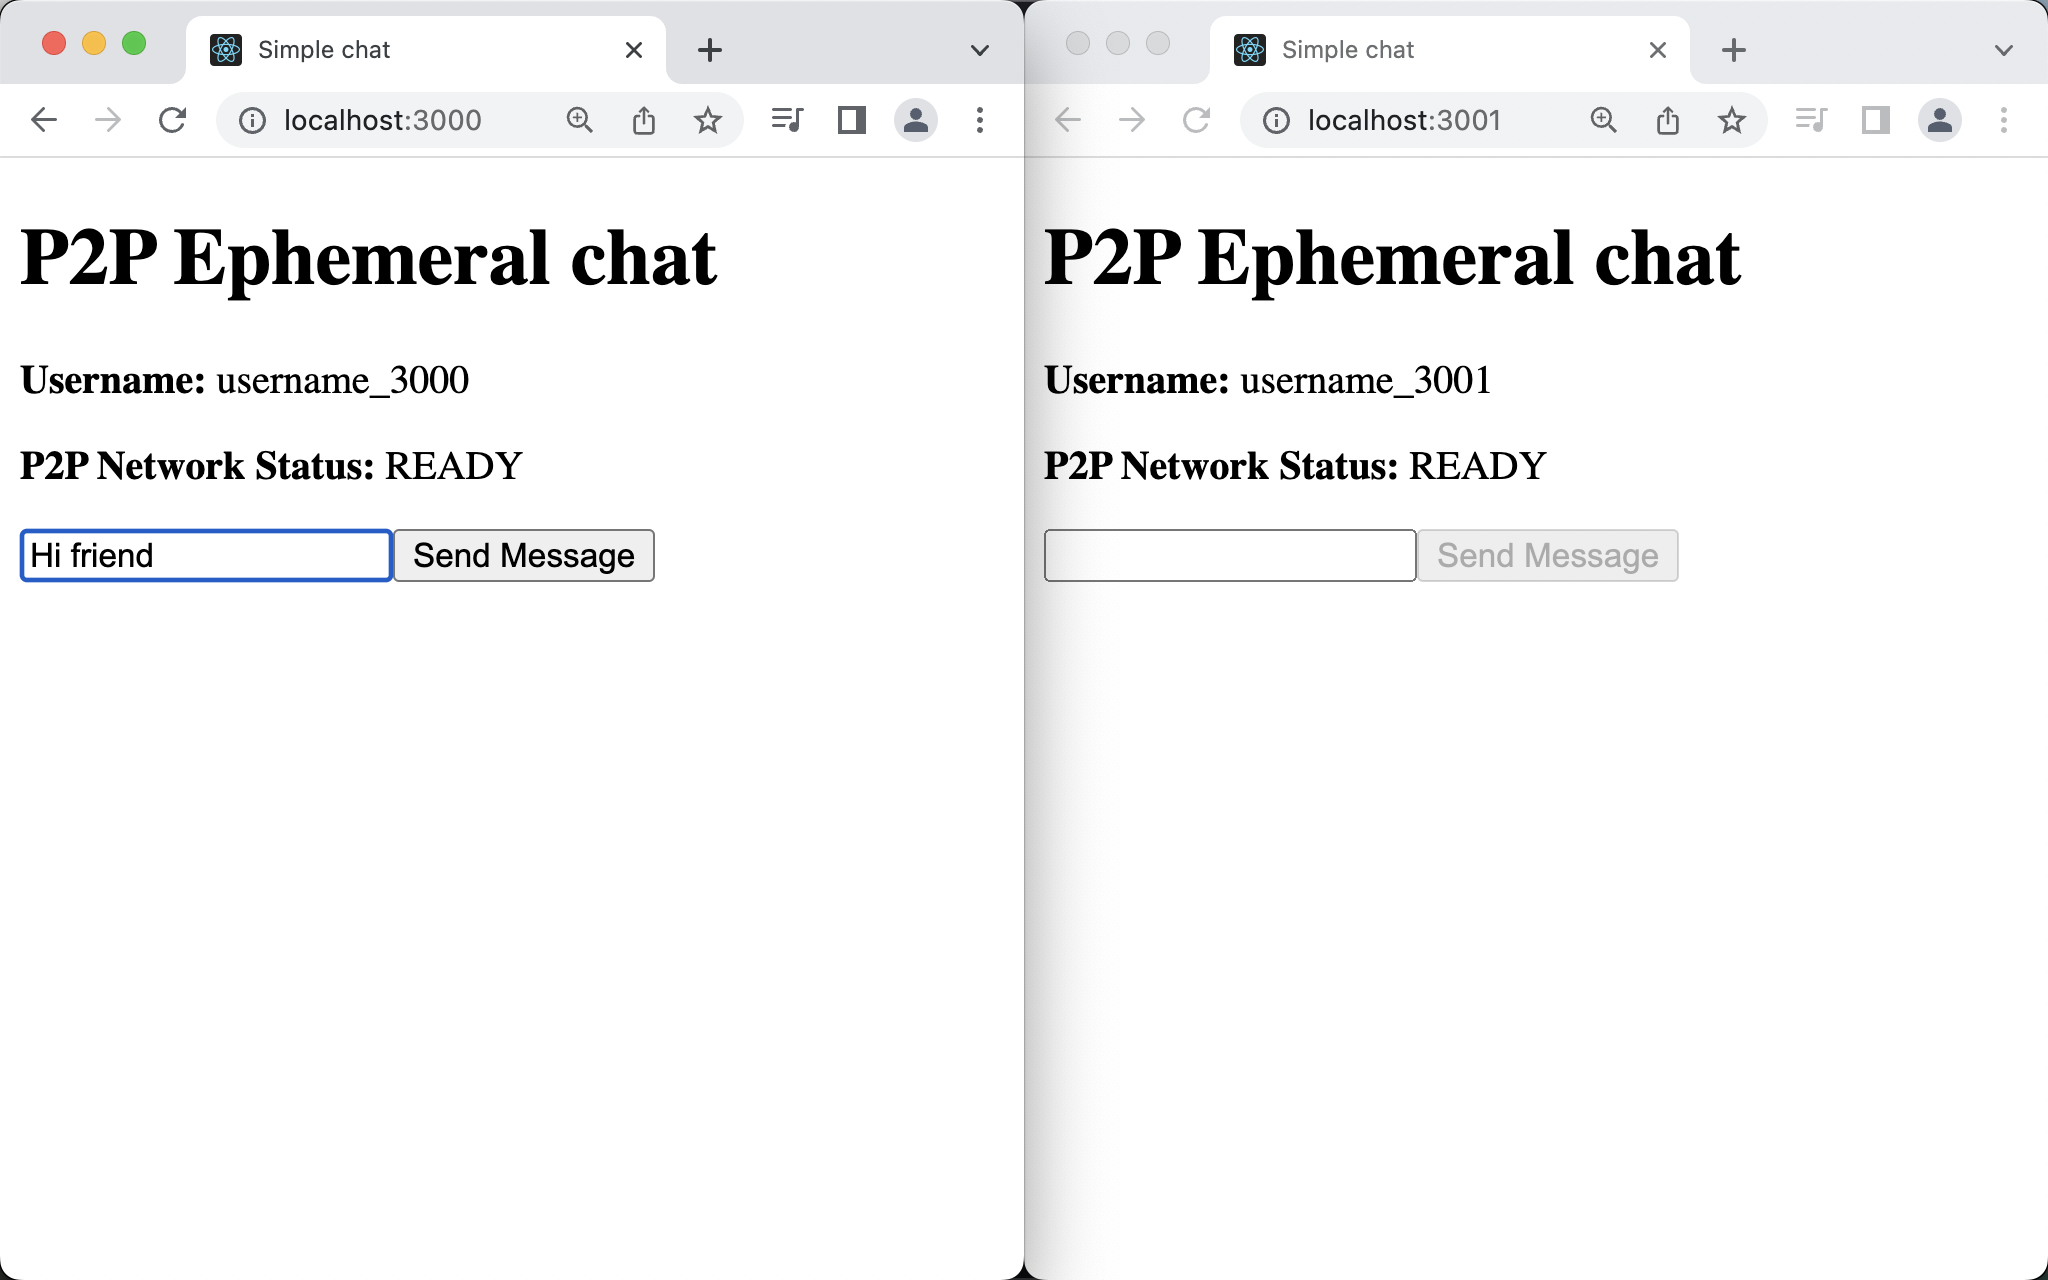 Simple chat
localhost:3000
P2P Ephemeral chat
Username: username_3000
P2P Network Status: READY
Hi friend
Send Message
Simple chat
localhost:3001
P2P Ephemeral chat
Username: username_3001
P2P Network Status: READY
Send Message